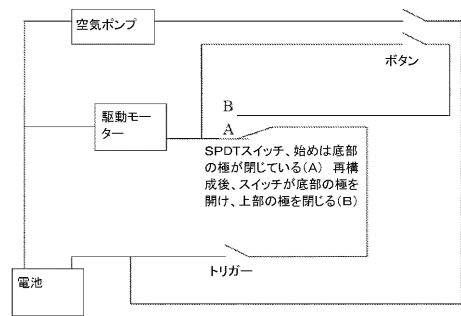 空気ポンプ
ボタン
駆動モー
ター
B
A
SPDTスイッチ、始めは底部
の極が閉じている(A) 再構
成後、スイッチが底部の極を
開け、上部の極を閉じる(B)
トリガー
電池